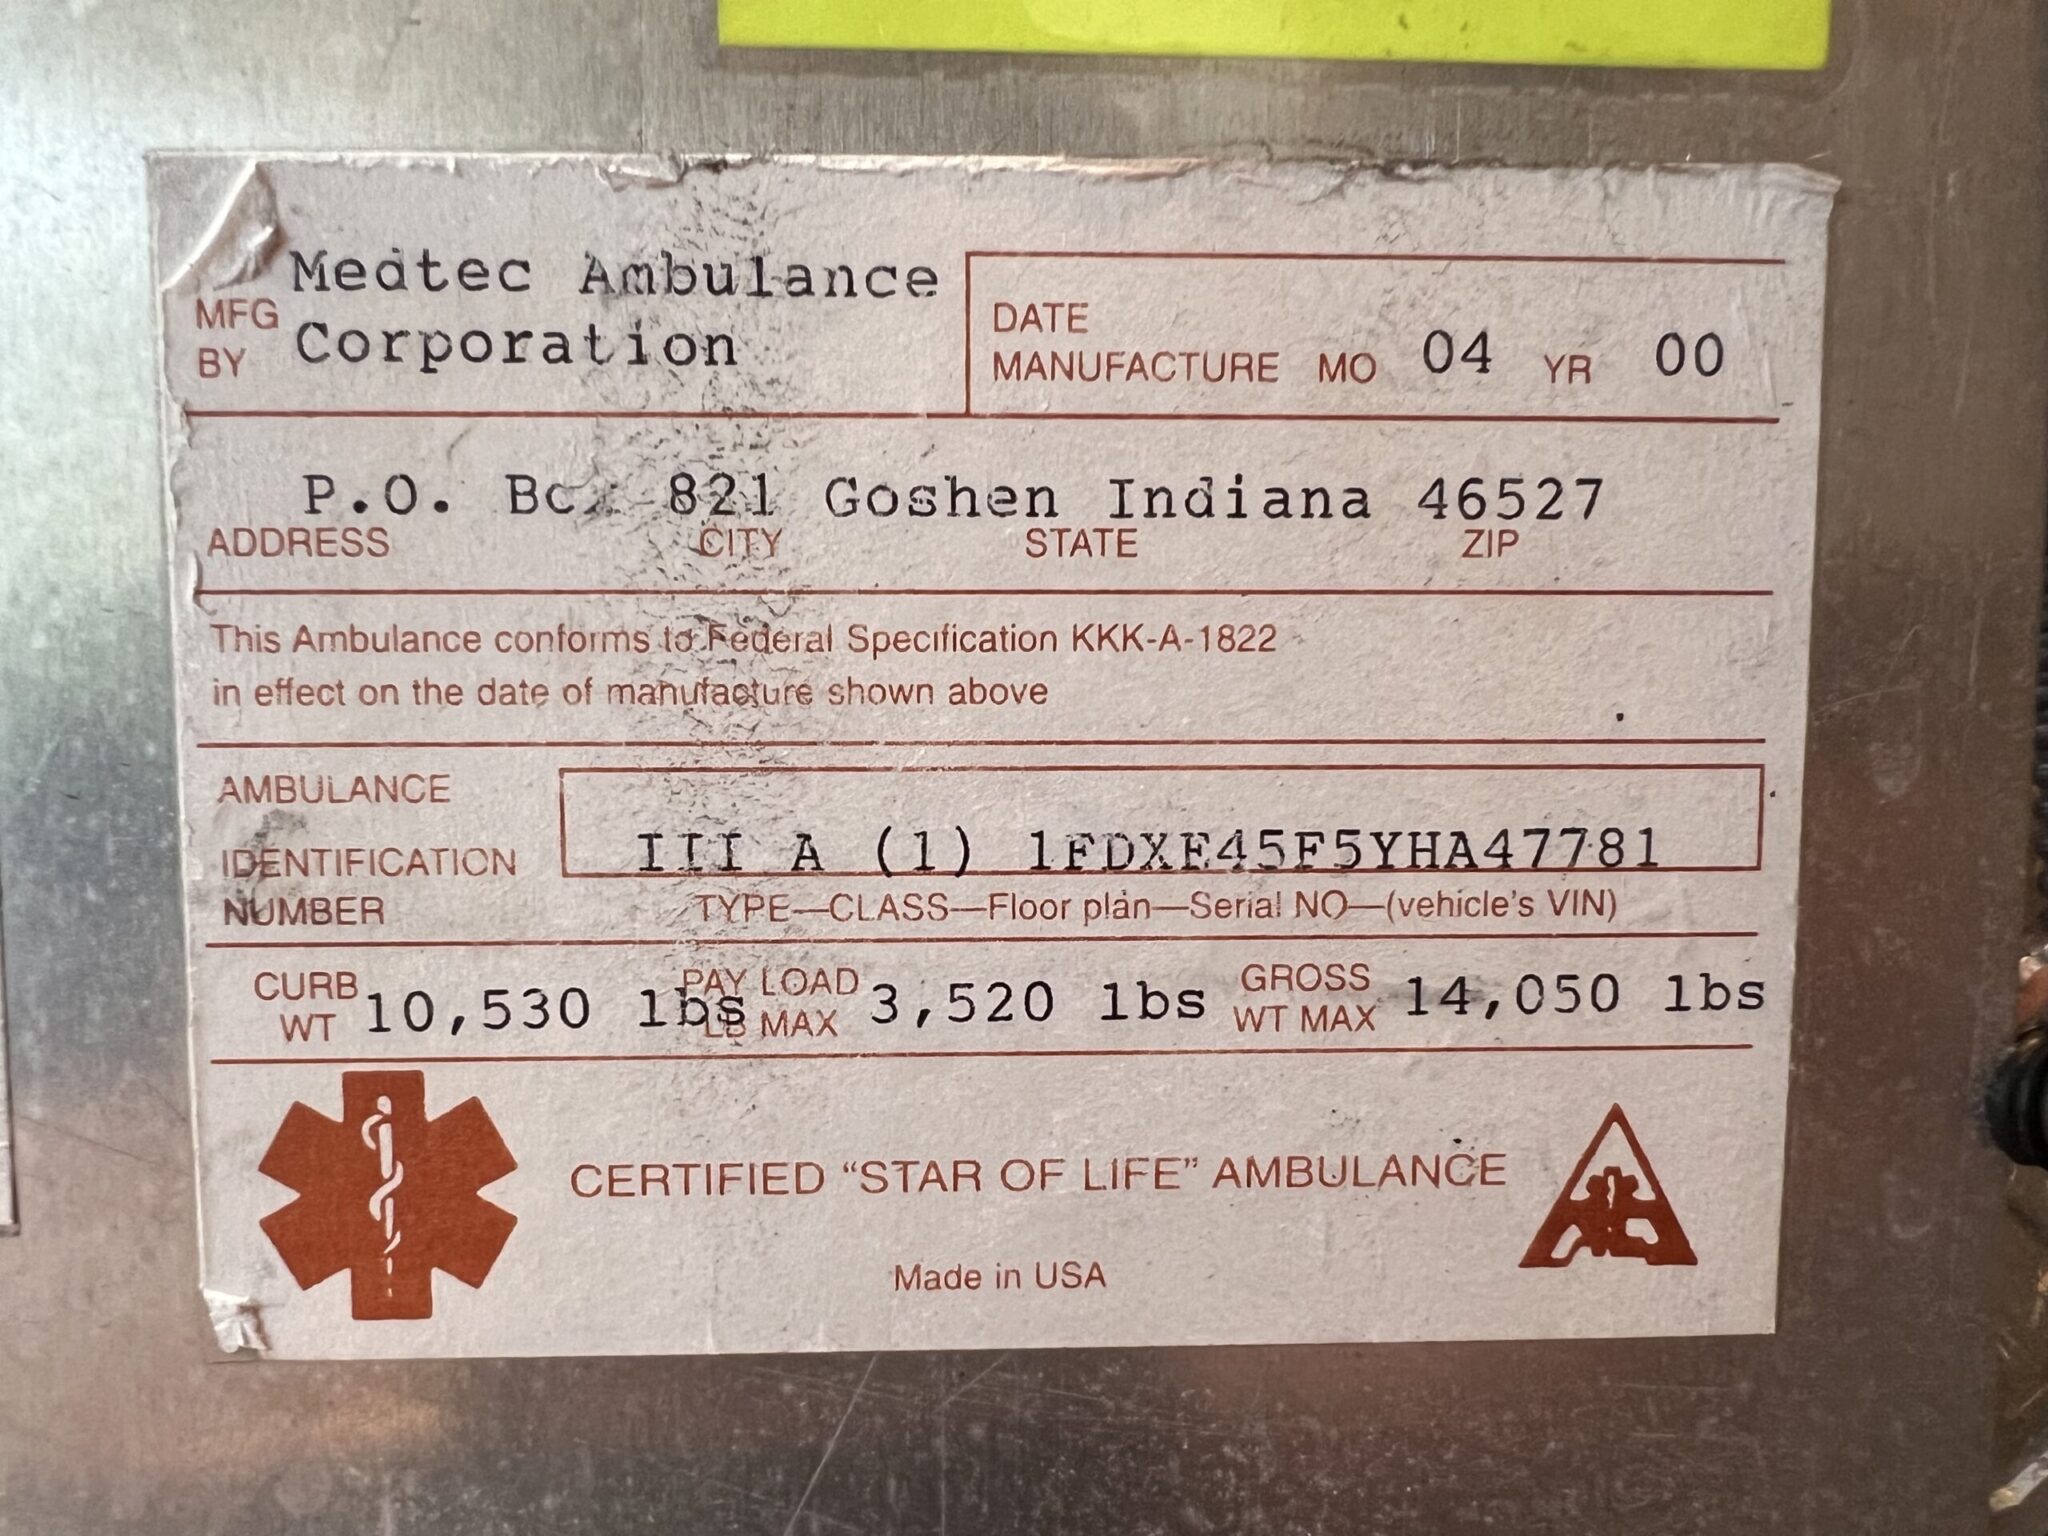 Medtec Ambulance
MFG
BY Corporation
DATE
MANUFACTURE MO 04 YR 00
P.O. Box 821 Goshen Indiana 46527
ADDRESS CITY STATE ZIP
This Ambulance conforms to Federal Specification KKK-A-1822
in effect on the date of manufacture shown above
AMBULANCE
IDENTIFICATION
NUMBER
III A (1) 1FDXE45F5YHA47781
TYPE—CLASS—Floor plan—Serial NO—(vehicle's VIN)
CURB
WT 10,530 lbs
PAY LOAD
LB MAX 3,520 lbs
GROSS
WT MAX 14,050 lbs
CERTIFIED “STAR OF LIFE” AMBULANCE
Made in USA